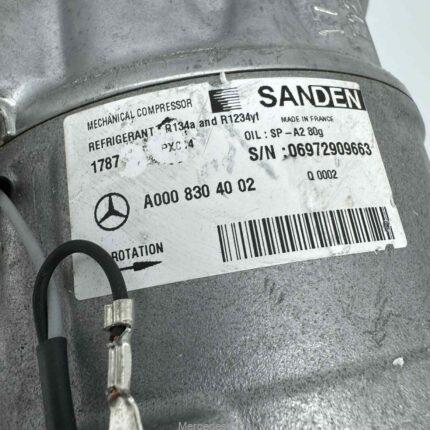 SANDEN
MECHANICAL COMPRESSOR
MADE IN FRANCE
REFRIGERANT : R134a and R1234yf
OIL : SP-A2 80g
1787
S/N :06972909663
A000 830 40 02
Q 0002
ROTATION